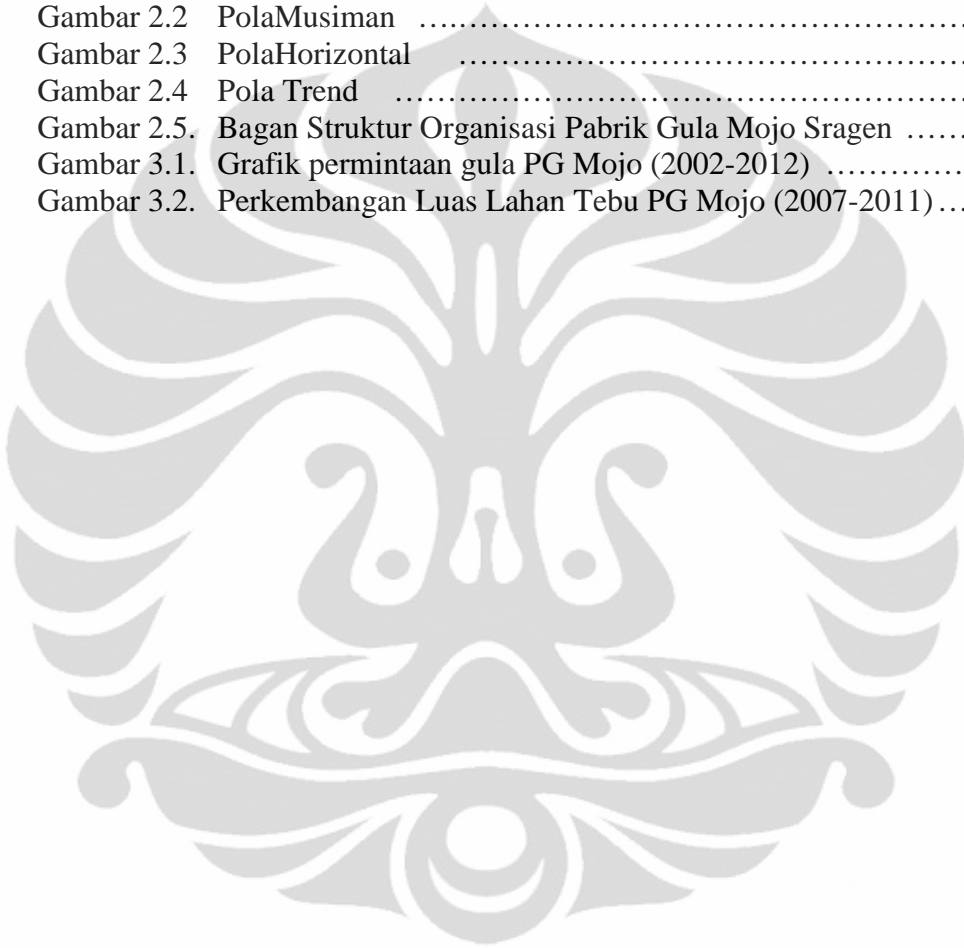 Gambar 2.2 PolaMusiman ……………………………………………
Gambar 2.3 PolaHorizontal ……………………………………………
Gambar 2.4 Pola Trend ……………………………………………
Gambar 2.5. Bagan Struktur Organisasi Pabrik Gula Mojo Sragen ……
Gambar 3.1. Grafik permintaan gula PG Mojo (2002-2012) …………
Gambar 3.2. Perkembangan Luas Lahan Tebu PG Mojo (2007-2011)…